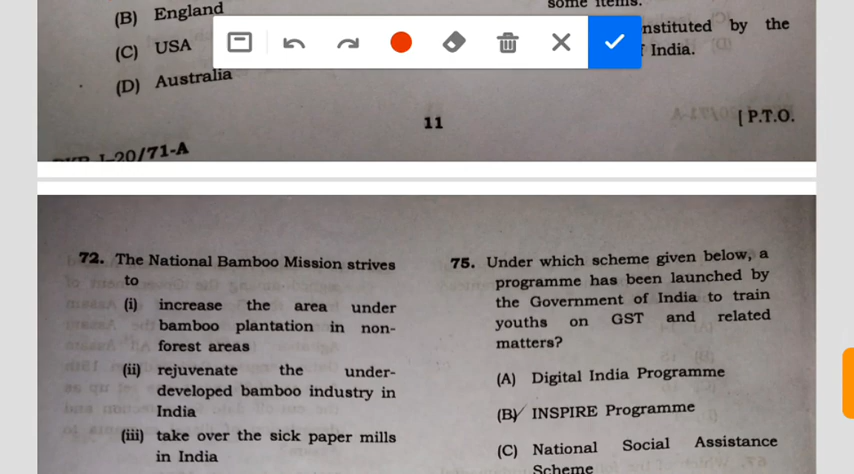 (B) England
(C) USA
(D) Australia
some items.
nstituted by the
India.
11
[ P.T.O.
J-20/71-A
72. The National Bamboo Mission strives
to
(i) increase the area under
bamboo plantation in non-
forest areas
(ii) rejuvenate the under-
developed bamboo industry in
India
(iii) take over the sick paper mills
in India
75. Under which scheme given below, a
programme has been launched by
the Government of India to train
youths on GST and related
matters?
(A) Digital India Programme
(B) INSPIRE Programme
(C) National Social Assistance
Scheme